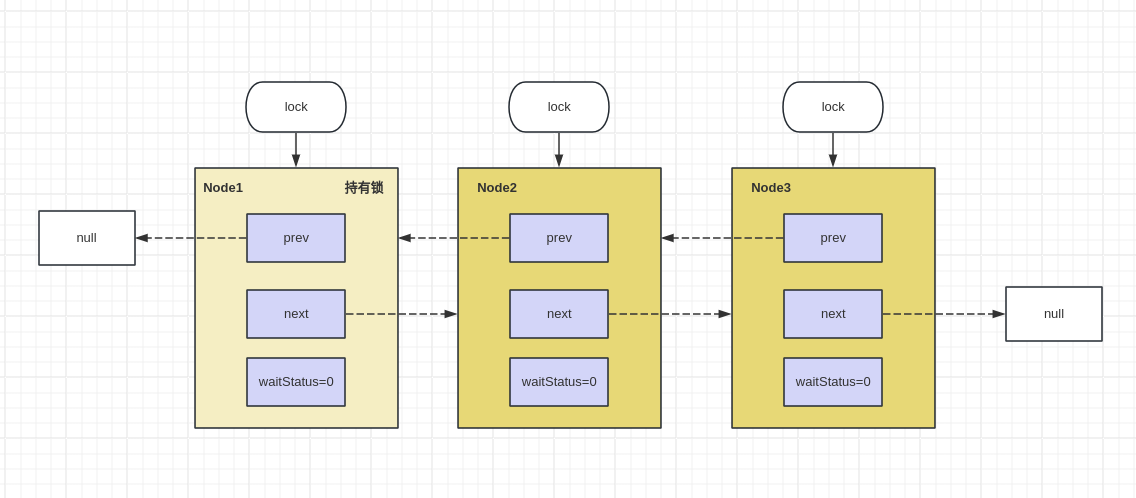 lock
lock
lock
Node1
持有锁
Node2
Node3
null
prev
prev
prev
next
next
next
null
waitStatus=0
waitStatus=0
waitStatus=0